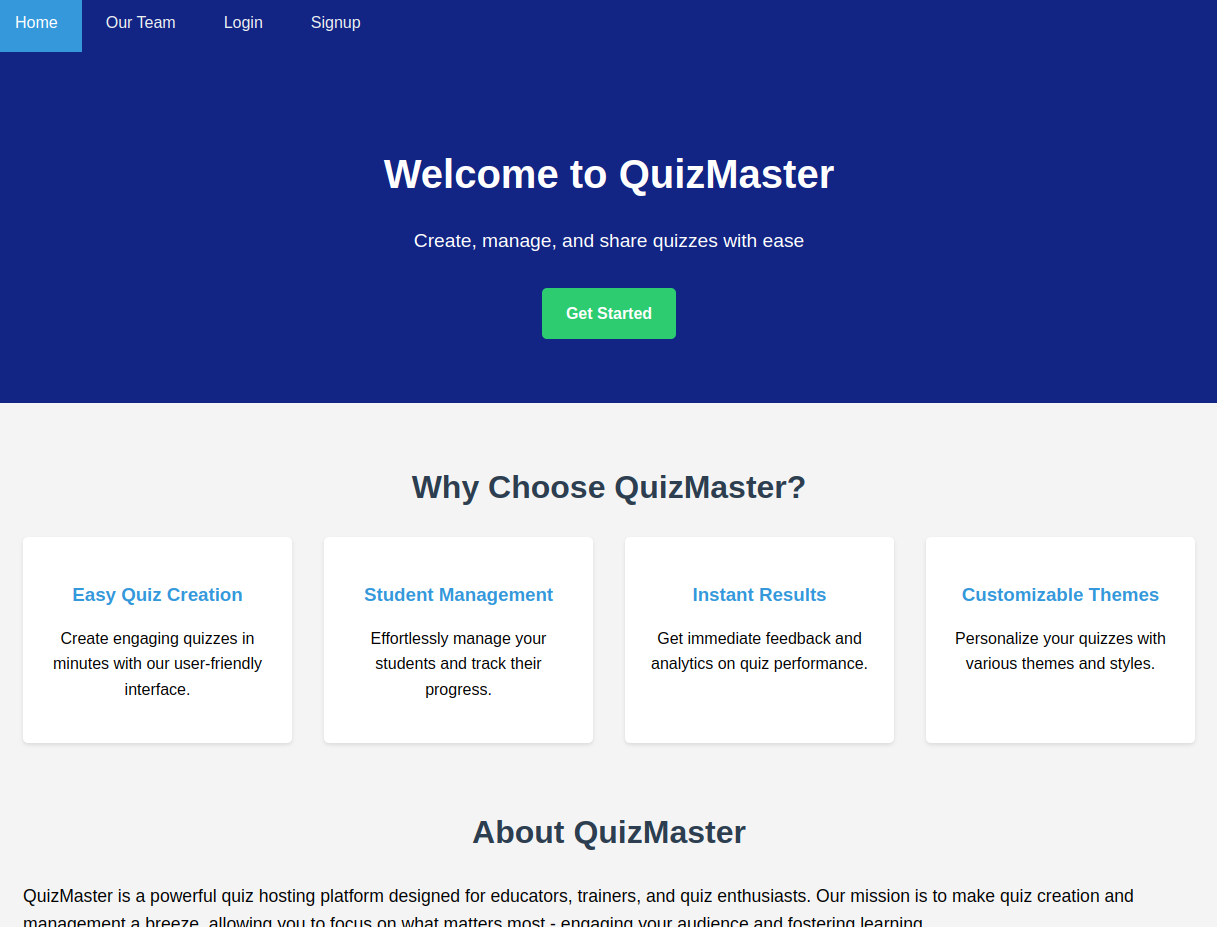 Home Our Team Login Signup
Welcome to QuizMaster
Create, manage, and share quizzes with ease
Get Started
Why Choose QuizMaster?
Easy Quiz Creation
Create engaging quizzes in
minutes with our user-friendly
interface.
Student Management
Effortlessly manage your
students and track their
progress.
Instant Results
Get immediate feedback and
analytics on quiz performance.
Customizable Themes
Personalize your quizzes with
various themes and styles.
About QuizMaster
QuizMaster is a powerful quiz hosting platform designed for educators, trainers, and quiz enthusiasts. Our mission is to make quiz creation and
management a breeze, allowing you to focus on what matters most - engaging your audience and fostering learning.